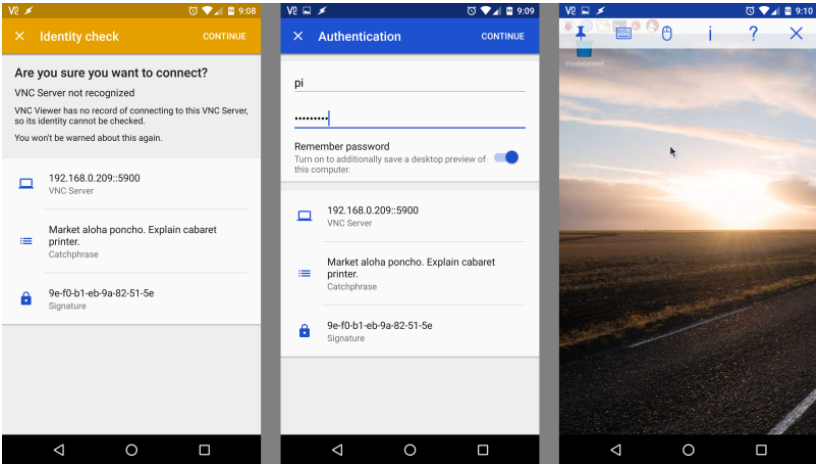 9:08
Identity check
CONTINUE
Are you sure you want to connect?
VNC Server not recognized
VNC Viewer has no record of connecting to this VNC Server,
so its identity cannot be checked.
You won't be warned about this again.
192.168.0.209::5900
VNC Server
Market aloha poncho. Explain cabaret
printer.
Catchphrase
9e-f0-b1-eb-9a-82-51-5e
Signature
9:09
Authentication
CONTINUE
pi
•••••••••
Remember password
Turn on to additionally save a desktop preview of
this computer.
192.168.0.209::5900
VNC Server
Market aloha poncho. Explain cabaret
printer.
Catchphrase
9e-f0-b1-eb-9a-82-51-5e
Signature
9:10
i
?
Wastebasket